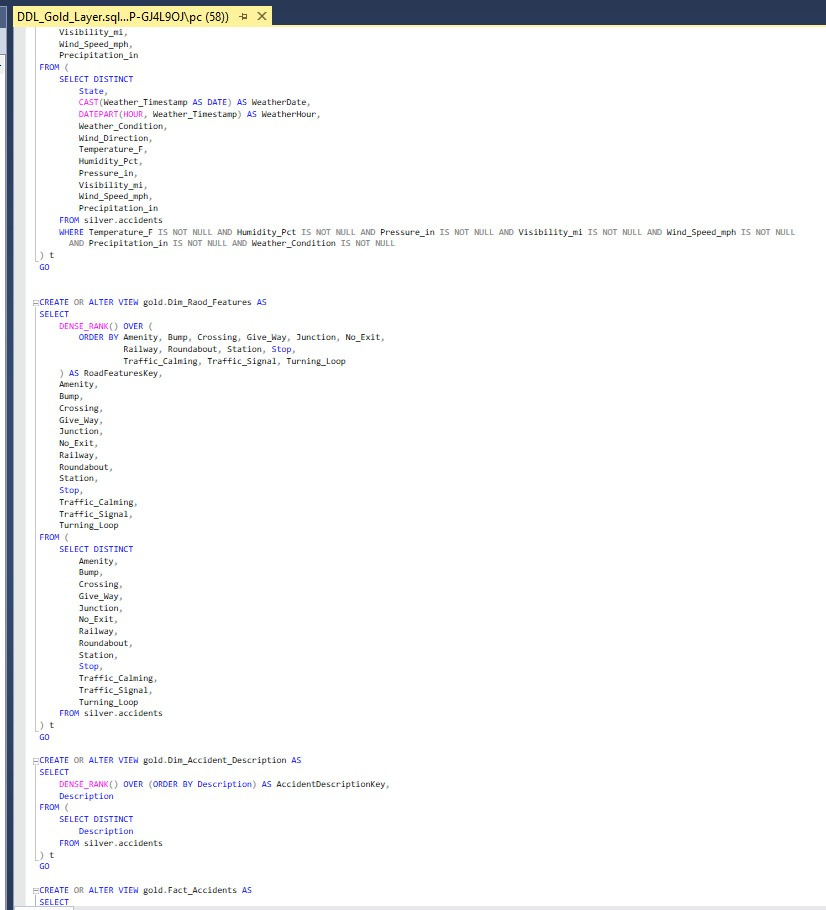 DDL_Gold_Layer.sql...P-GJ4L9OJ\pc (58))
Visibility_mi,
Wind_Speed_mph,
Precipitation_in
FROM (
SELECT DISTINCT
State,
CAST(Weather_Timestamp AS DATE) AS WeatherDate,
DATEPART(HOUR, Weather_Timestamp) AS WeatherHour,
Weather_Condition,
Wind_Direction,
Temperature_F,
Humidity_Pct,
Pressure_in,
Visibility_mi,
Wind_Speed_mph,
Precipitation_in
FROM silver.accidents
WHERE Temperature_F IS NOT NULL AND Humidity_Pct IS NOT NULL AND Pressure_in IS NOT NULL AND Visibility_mi IS NOT NULL AND Wind_Speed_mph IS NOT NULL
AND Precipitation_in IS NOT NULL AND Weather_Condition IS NOT NULL
) t
GO
CREATE OR ALTER VIEW gold.Dim_Raod_Features AS
SELECT
DENSE_RANK() OVER (
ORDER BY Amenity, Bump, Crossing, Give_Way, Junction, No_Exit,
Railway, Roundabout, Station, Stop,
Traffic_Calming, Traffic_Signal, Turning_Loop
) AS RoadFeaturesKey,
Amenity,
Bump,
Crossing,
Give_Way,
Junction,
No_Exit,
Railway,
Roundabout,
Station,
Stop,
Traffic_Calming,
Traffic_Signal,
Turning_Loop
FROM (
SELECT DISTINCT
Amenity,
Bump,
Crossing,
Give_Way,
Junction,
No_Exit,
Railway,
Roundabout,
Station,
Stop,
Traffic_Calming,
Traffic_Signal,
Turning_Loop
FROM silver.accidents
) t
GO
CREATE OR ALTER VIEW gold.Dim_Accident_Description AS
SELECT
DENSE_RANK() OVER (ORDER BY Description) AS AccidentDescriptionKey,
Description
FROM (
SELECT DISTINCT
Description
FROM silver.accidents
) t
GO
CREATE OR ALTER VIEW gold.Fact_Accidents AS
SELECT